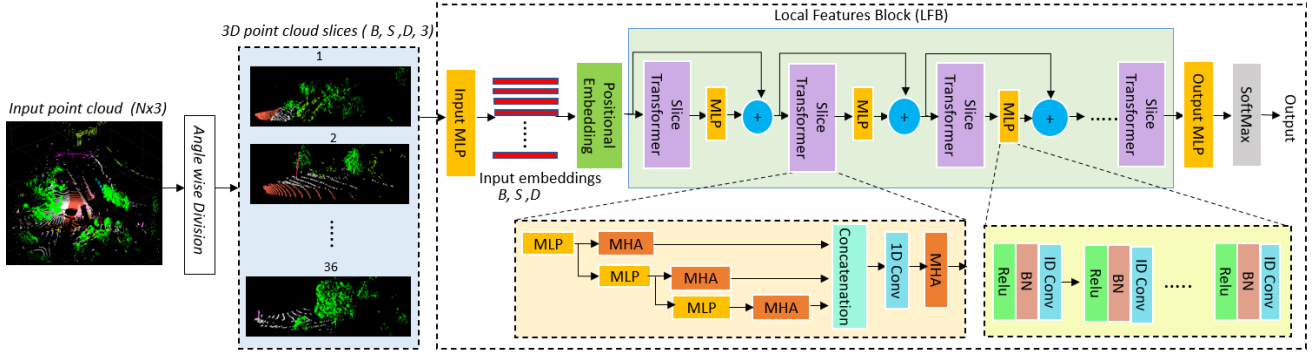 Local Features Block (LFB)
3D point cloud slices ( B, S ,D, 3)
Input point cloud (Nx3)
Angle wise Division
1
2
......
36
Input MLP
......
Input embeddings
B, S ,D
Positional
Embedding
Slice
Transformer
MLP
+
Slice
Transformer
MLP
+
Slice
Transformer
MLP
+
......
Slice
Transformer
Output MLP
SoftMax
Output
MLP
MHA
MLP
MHA
MLP
MHA
Concatenation
1D Conv
MHA
Relu
BN
ID Conv
Relu
BN
ID Conv
......
Relu
BN
ID Conv